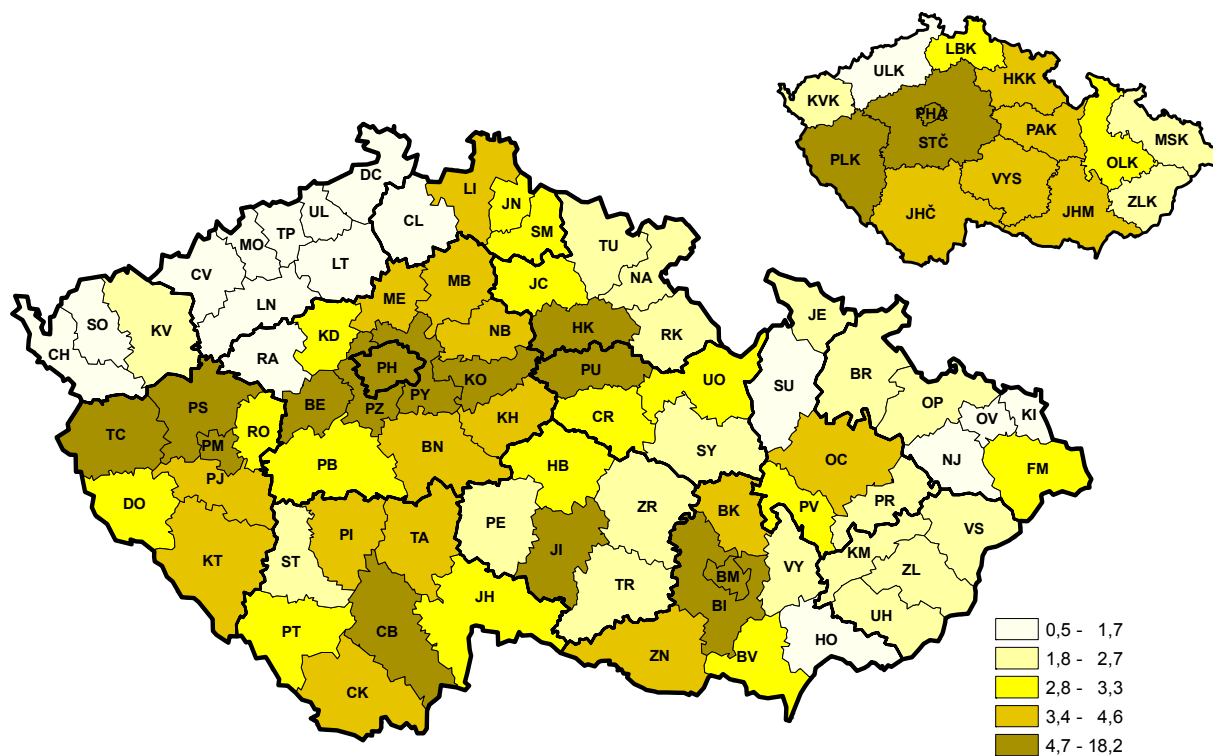 LBK
ULK
HKK
KVK
PHA
PAK
MSK
STČ
PLK
OLK
VYS
ZLK
JHČ
JHM
DC
LI
JN
UL
CL
SM
TP
MO
TU
LT
CV
NA
MB
JC
ME
LN
JE
SO
KV
KD
NB
HK
RK
CH
RA
PH
KO
PU
UO
SU
BR
OP
PS
BE
PZ
PY
OV
KI
TC
RO
PM
KH
CR
BN
SY
OC
NJ
FM
PB
HB
PJ
DO
PV
PR
ZR
BK
VS
PE
PI
TA
KT
ST
JI
KM
ZL
VY
BM
TR
BI
JH
UH
PT
CB
HO
ZN
BV
CK
0,5 - 1,7
1,8 - 2,7
2,8 - 3,3
3,4 - 4,6
4,7 - 18,2